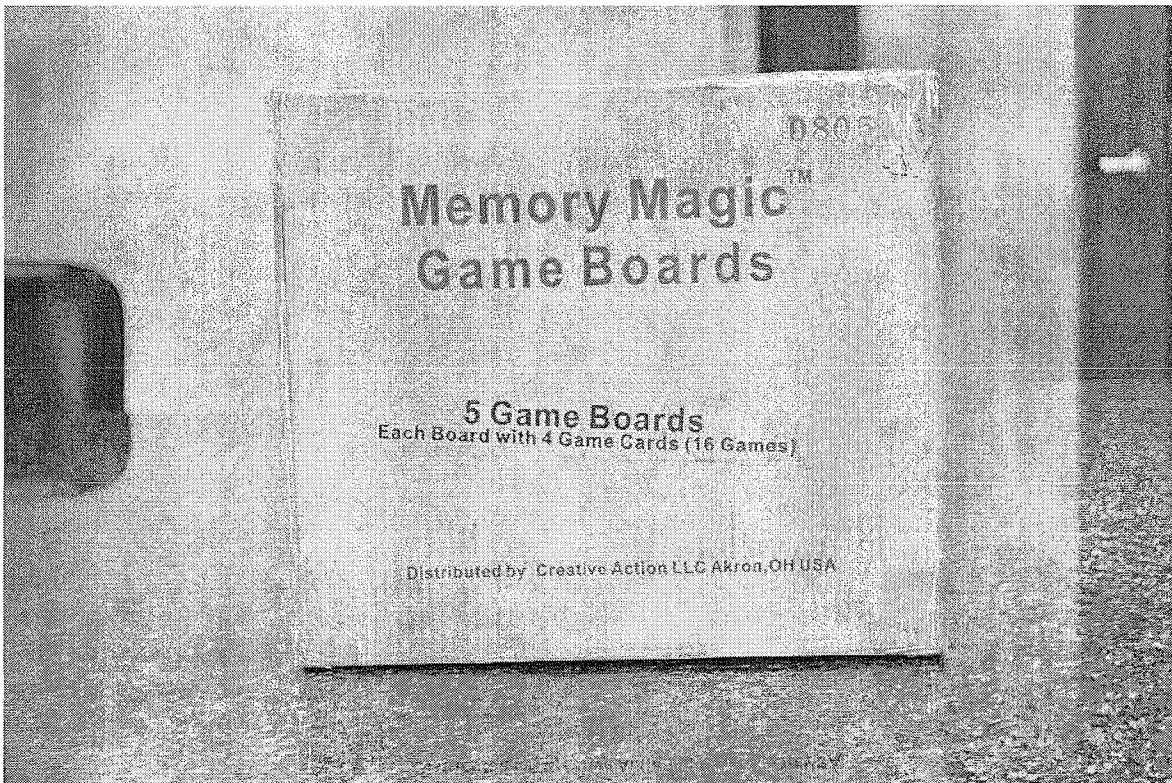 Memory Magic™
Game Boards
5 Game Boards
Each Board with 4 Game Cards (16 Games)
Distributed by Creative Action LLC Akron,OH USA